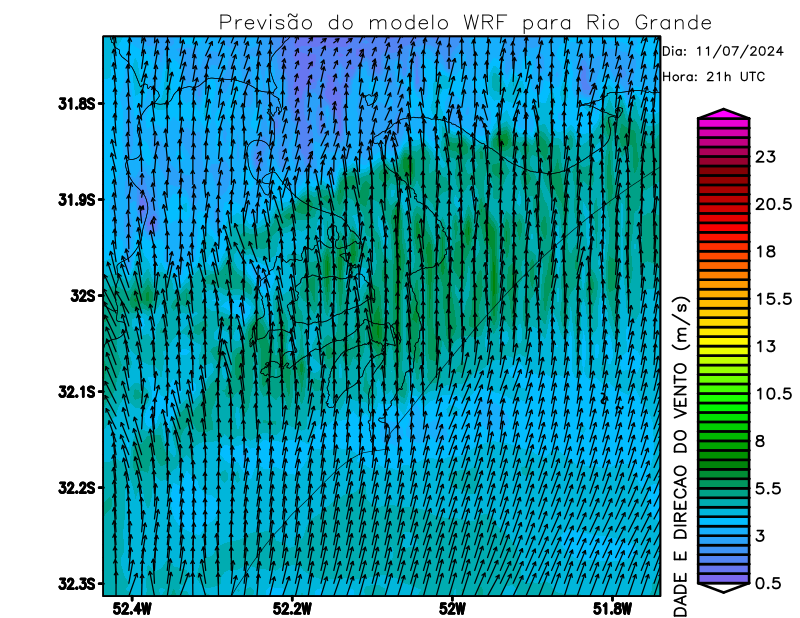 Previsão do modelo WRF para Rio Grande
Dia: 11/07/2024
Hora: 21h UTC
31.8S
31.9S
32S
32.1S
32.2S
32.3S
52.4W
52.2W
52W
51.8W
23
20.5
18
15.5
13
10.5
8
5.5
3
0.5
DADE E DIRECAO DO VENTO (m/s)